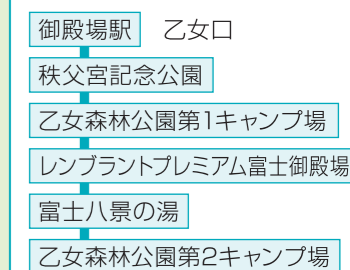 御殿場駅 乙女口
秩父宮記念公園
乙女森林公園第1キャンプ場
レンブラントプレミアム富士御殿場
富士八景の湯
乙女森林公園第2キャンプ場